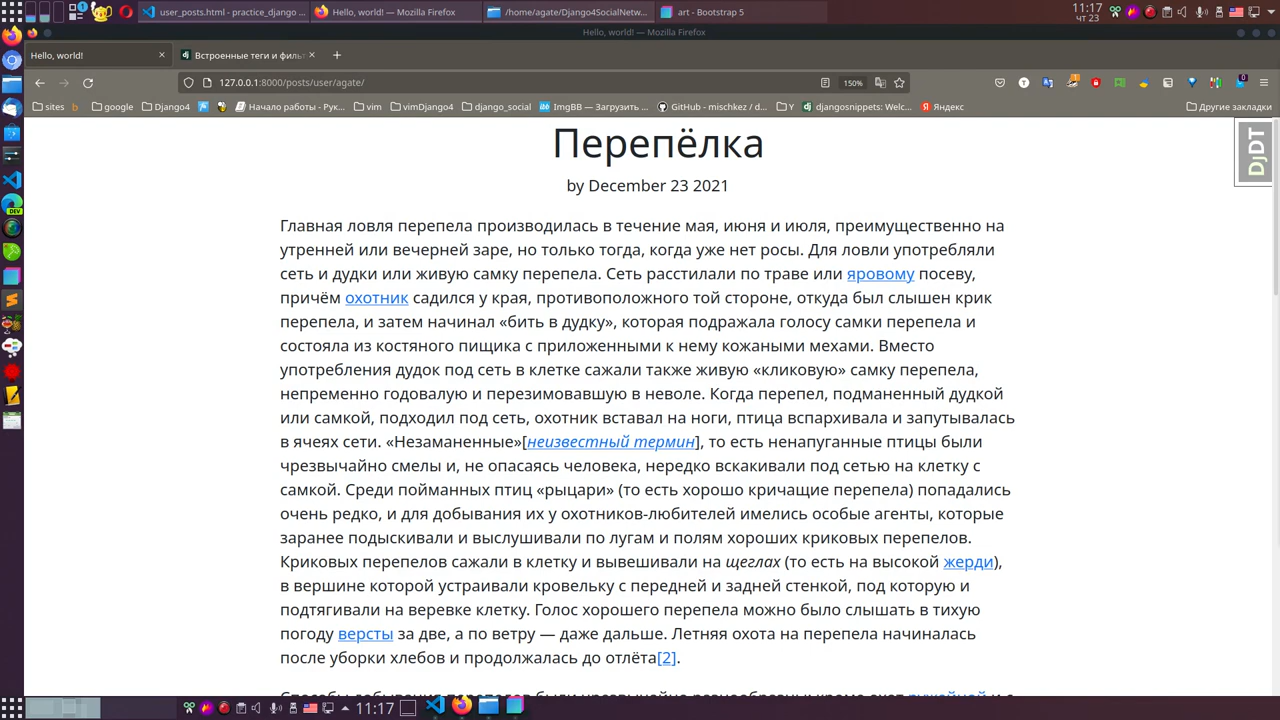 user_posts.html - practice_django ...
Hello, world! — Mozilla Firefox
/home/agate/Django4SocialNetw...
art - Bootstrap 5
11:17
чт 23
Hello, world! — Mozilla Firefox
Hello, world!
Встроенные теги и филь
127.0.0.1:8000/posts/user/agate/
150%
sites
google
Django4
Начало работы - Рук...
vim
vimDjango4
django_social
ImgBB — Загрузить ...
GitHub - mischkez / d...
Y
djangosnippets: Welc...
Яндекс
Другие закладки
Перепёлка
DjDT
by December 23 2021
Главная ловля перепела производилась в течение мая, июня и июля, преимущественно на
утренней или вечерней заре, но только тогда, когда уже нет росы. Для ловли употребляли
сеть и дудки или живую самку перепела. Сеть расстилали по траве или яровому посеву,
причём охотник садился у края, противоположного той стороне, откуда был слышен крик
перепела, и затем начинал «бить в дудку», которая подражала голосу самки перепела и
состояла из костяного пищика с приложенными к нему кожаными мехами. Вместо
употребления дудок под сеть в клетке сажали также живую «кликовую» самку перепела,
непременно годовалую и перезимовавшую в неволе. Когда перепел, подманенный дудкой
или самкой, подходил под сеть, охотник вставал на ноги, птица вспархивала и запутывалась
в ячеях сети. «Незаманенные»[неизвестный термин], то есть ненапуганные птицы были
чрезвычайно смелы и, не опасаясь человека, нередко вскакивали под сетью на клетку с
самкой. Среди пойманных птиц «рыцари» (то есть хорошо кричащие перепела) попадались
очень редко, и для добывания их у охотников-любителей имелись особые агенты, которые
заранее подыскивали и выслушивали по лугам и полям хороших криковых перепелов.
Криковых перепелов сажали в клетку и вывешивали на щеглах (то есть на высокой жерди),
в вершине которой устраивали кровельку с передней и задней стенкой, под которую и
подтягивали на веревке клетку. Голос хорошего перепела можно было слышать в тихую
погоду версты за две, а по ветру — даже дальше. Летняя охота на перепела начиналась
после уборки хлебов и продолжалась до отлёта[2].
11:17